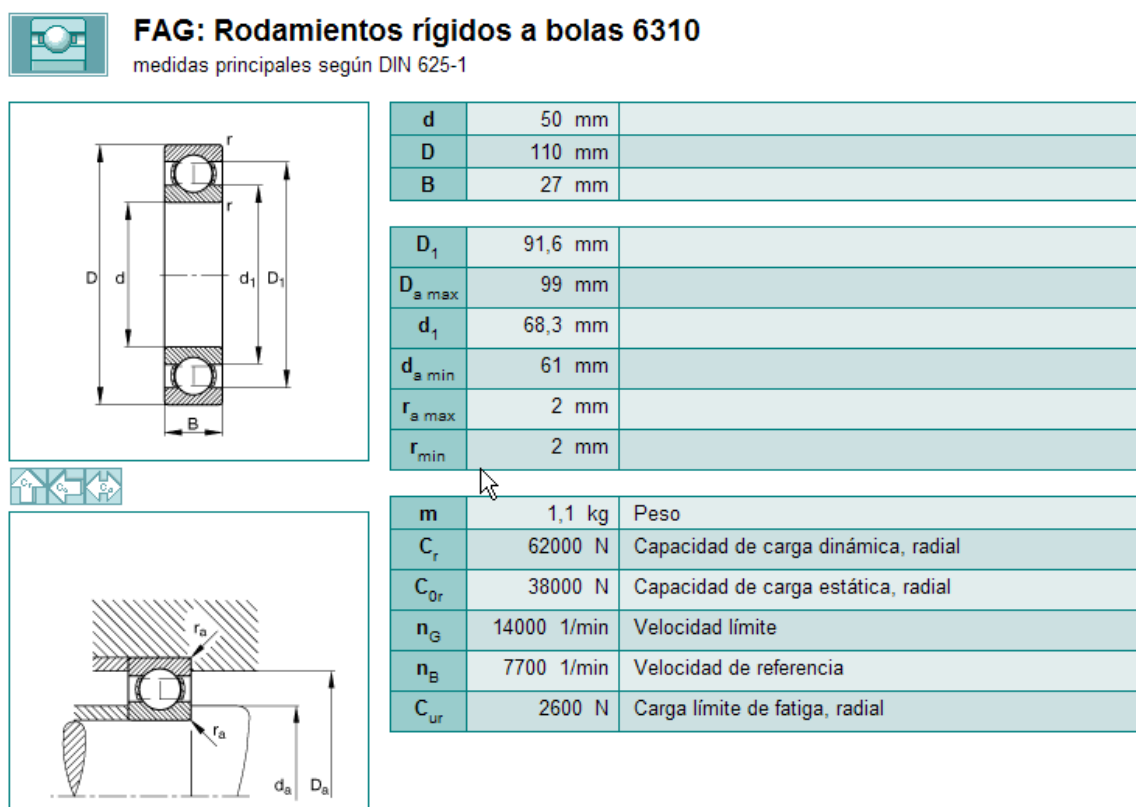 FAG: Rodamientos rígidos a bolas 6310
medidas principales según DIN 625-1
r
r
D d d1 D1
B
d 50 mm
D 110 mm
B 27 mm
D1 91,6 mm
Da max 99 mm
d1 68,3 mm
da min 61 mm
ra max 2 mm
rmin 2 mm
m 1,1 kg Peso
Cr 62000 N Capacidad de carga dinámica, radial
C0r 38000 N Capacidad de carga estática, radial
nG 14000 1/min Velocidad límite
nB 7700 1/min Velocidad de referencia
Cur 2600 N Carga límite de fatiga, radial
ra
ra
da Da